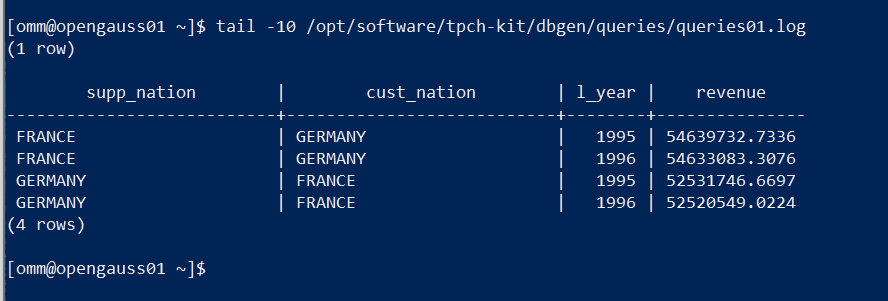 [omm@opengauss01 ~]$ tail -10 /opt/software/tpch-kit/dbgen/queries/queries01.log
(1 row)
supp_nation | cust_nation | l_year | revenue
---------------------------+---------------------------+--------+---------------
FRANCE | GERMANY | 1995 | 54639732.7336
FRANCE | GERMANY | 1996 | 54633083.3076
GERMANY | FRANCE | 1995 | 52531746.6697
GERMANY | FRANCE | 1996 | 52520549.0224
(4 rows)
[omm@opengauss01 ~]$